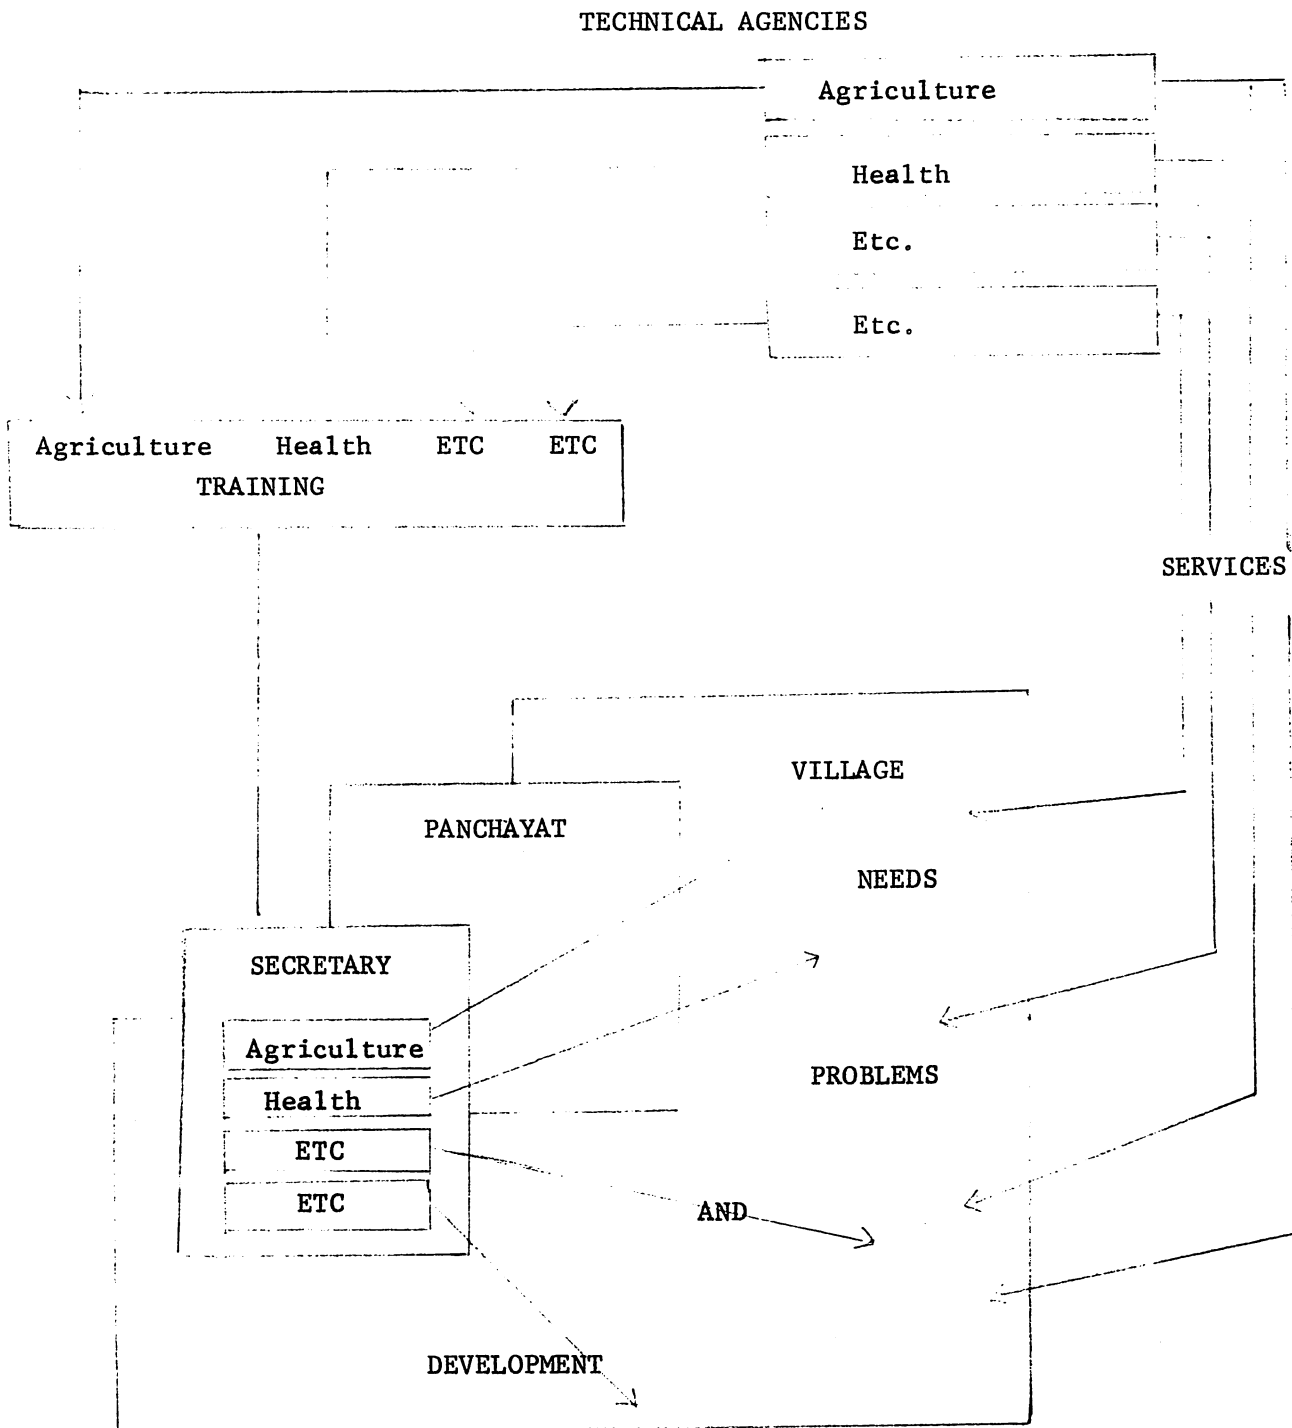 TECHNICAL AGENCIES
Agriculture
Health
Etc.
Etc.
Agriculture Health ETC ETC
TRAINING
SERVICES
VILLAGE
PANCHAYAT
NEEDS
SECRETARY
Agriculture
Health
ETC
ETC
PROBLEMS
AND
DEVELOPMENT